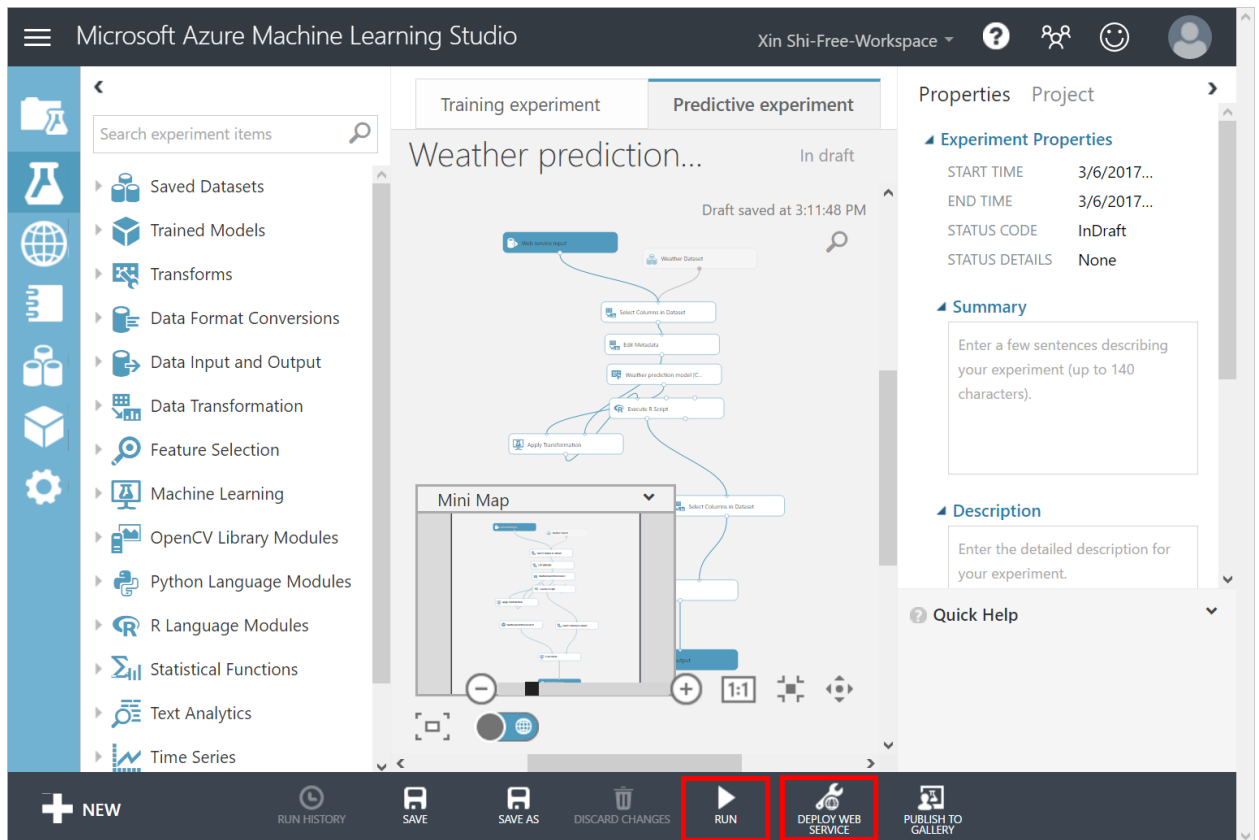 Microsoft Azure Machine Learning Studio
Xin Shi-Free-Workspace
Search experiment items
Saved Datasets
Trained Models
Transforms
Data Format Conversions
Data Input and Output
Data Transformation
Feature Selection
Machine Learning
OpenCV Library Modules
Python Language Modules
R Language Modules
Statistical Functions
Text Analytics
Time Series
Training experiment
Predictive experiment
Weather prediction...
In draft
Draft saved at 3:11:48 PM
Web service input
Weather Dataset
Select Columns in Dataset
Edit Metadata
Weather prediction model [C...
Execute R Script
Apply Transformation
Select Columns in Dataset
Mini Map
1:1
Properties Project
Experiment Properties
START TIME 3/6/2017...
END TIME 3/6/2017...
STATUS CODE InDraft
STATUS DETAILS None
Summary
Enter a few sentences describing
your experiment (up to 140
characters).
Description
Enter the detailed description for
your experiment.
Quick Help
NEW
RUN HISTORY
SAVE
SAVE AS
DISCARD CHANGES
RUN
DEPLOY WEB
SERVICE
PUBLISH TO
GALLERY